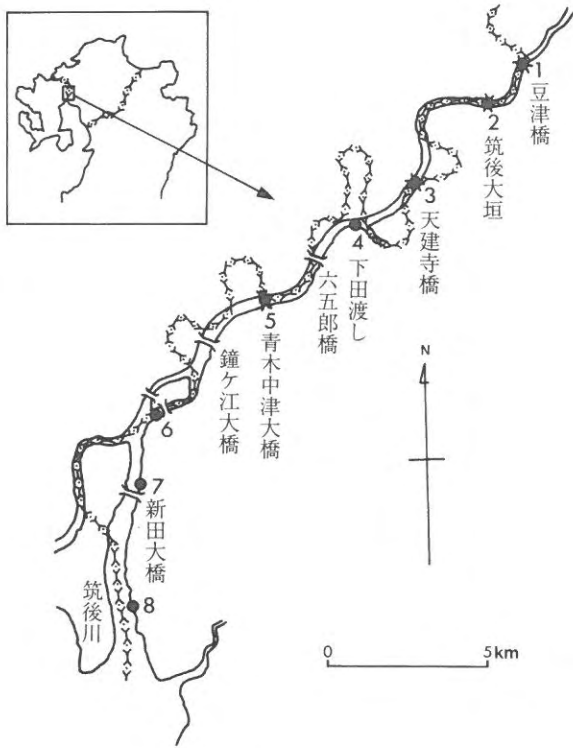 1
豆津橋
2
筑後大垣
3
天建寺橋
4
下田渡し
六五郎橋
5
青木中津大橋
鐘ケ江大橋
6
7
新田大橋
8
筑後川
N
0
5km